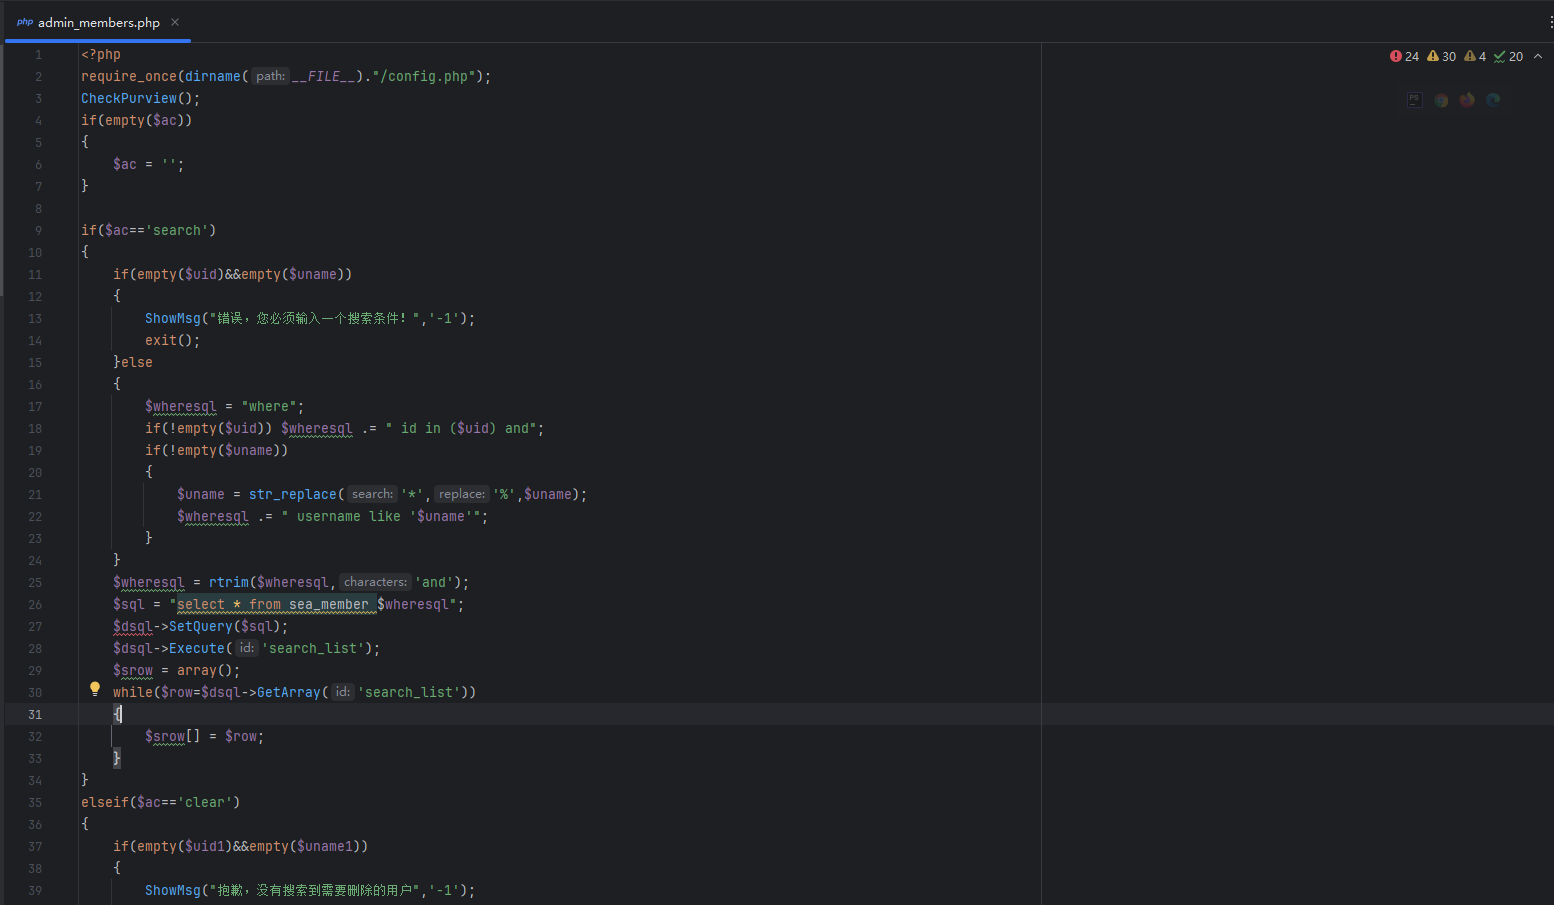 php admin_members.php ×
24 30 4 20
1 <?php
2 require_once(dirname( path: __FILE__)."/config.php");
3 CheckPurview();
4 if(empty($ac))
5 {
6 $ac = '';
7 }
8
9 if($ac=='search')
10 {
11 if(empty($uid)&&empty($uname))
12 {
13 ShowMsg("错误，您必须输入一个搜索条件！","-1');
14 exit();
15 }else
16 {
17 $wheresql = "where";
18 if(!empty($uid)) $wheresql .= " id in ($uid) and";
19 if(!empty($uname))
20 {
21 $uname = str_replace( search: '*', replace: '%',$uname);
22 $wheresql .= " username like '$uname'";
23 }
24 }
25 $wheresql = rtrim($wheresql, characters: 'and');
26 $sql = "select * from sea_member $wheresql";
27 $dsql->SetQuery($sql);
28 $dsql->Execute( id: 'search_list');
29 $srow = array();
30 while($row=$dsql->GetArray( id: 'search_list'))
31 {
32 $srow[] = $row;
33 }
34 }
35 elseif($ac=='clear')
36 {
37 if(empty($uid1)&&empty($uname1))
38 {
39 ShowMsg("抱歉，没有搜索到需要删除的用户",'-1');